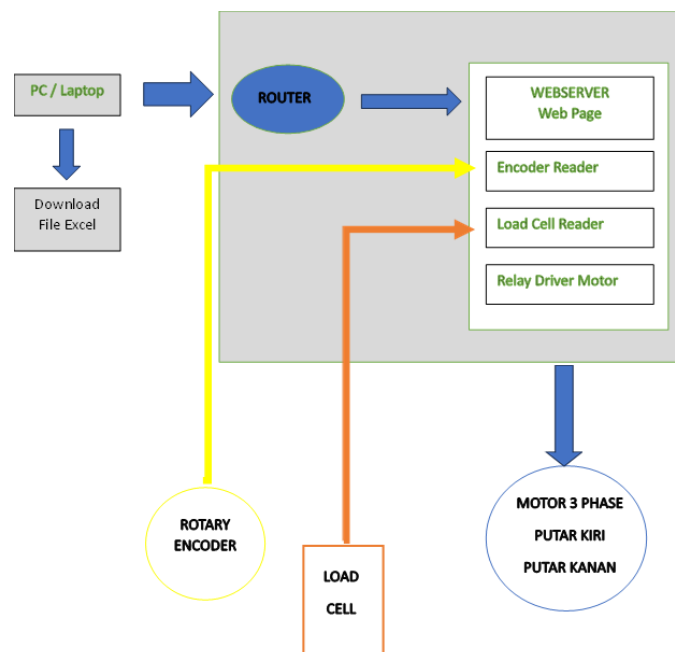 PC / Laptop
Download
File Excel
ROUTER
WEBSERVER
Web Page
Encoder Reader
Load Cell Reader
Relay Driver Motor
ROTARY
ENCODER
LOAD
CELL
MOTOR 3 PHASE
PUTAR KIRI
PUTAR KANAN